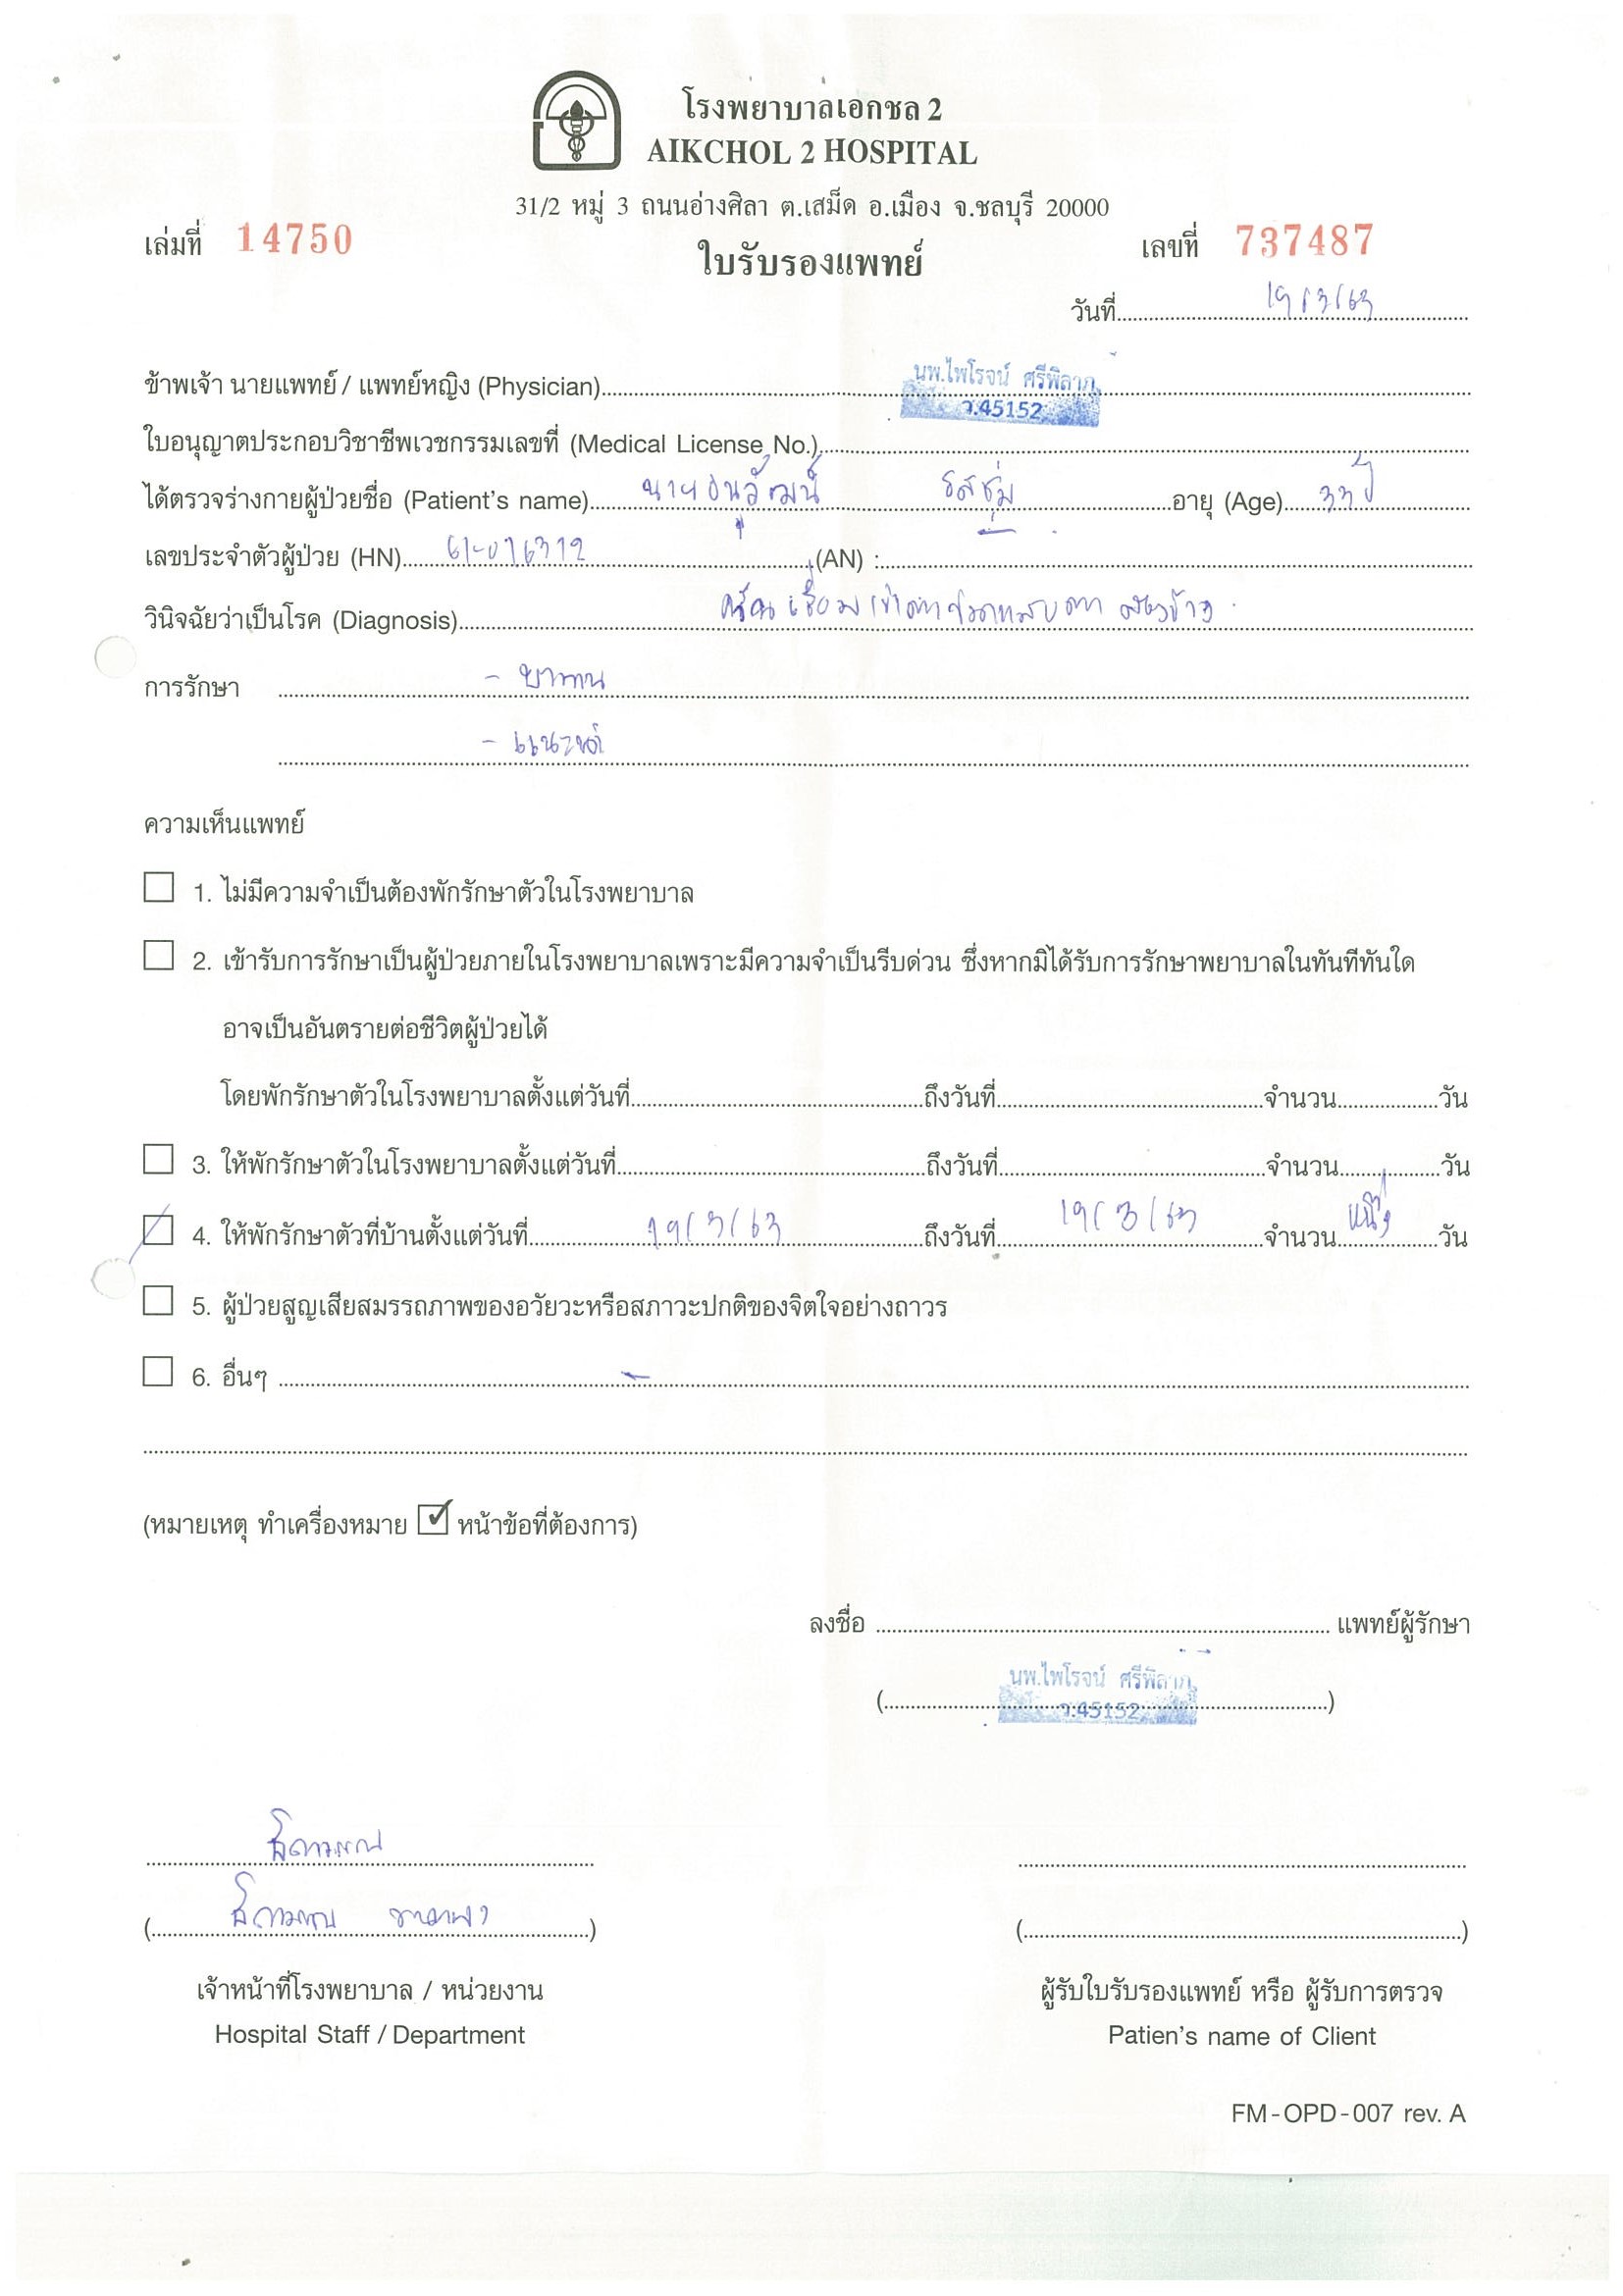 โรงพยาบาลเอกชล 2
AIKCHOL 2 HOSPITAL
31/2 หมู่ 3 ถนนอ่างศิลา ต.เสม็ด อ.เมือง จ.ชลบุรี 20000
เล่มที่ 14750 เลขที่ 737487
ใบรับรองแพทย์
วันที่ 19/3/63
ข้าพเจ้า นายแพทย์ / แพทย์หญิง (Physician) นพ.ไพโรจน์ ศรีพิลาภ
ว.45152
ใบอนุญาตประกอบวิชาชีพเวชกรรมเลขที่ (Medical License No.)
ได้ตรวจร่างกายผู้ป่วยชื่อ (Patient's name) นายอนุวัฒน์ รสชุ่ม อายุ (Age) 33 ปี
เลขประจำตัวผู้ป่วย (HN) 61-016312 (AN) :
วินิจฉัยว่าเป็นโรค (Diagnosis) เชื่อมเข้าตา ตา สองข้าง
การรักษา - ยาทาน
- แนะนำ
ความเห็นแพทย์
1. ไม่มีความจำเป็นต้องพักรักษาตัวในโรงพยาบาล
2. เข้ารับการรักษาเป็นผู้ป่วยภายในโรงพยาบาลเพราะมีความจำเป็นรีบด่วน ซึ่งหากมิได้รับการรักษาพยาบาลในทันทีทันใด
อาจเป็นอันตรายต่อชีวิตผู้ป่วยได้
โดยพักรักษาตัวในโรงพยาบาลตั้งแต่วันที่ ถึงวันที่ จำนวน วัน
3. ให้พักรักษาตัวในโรงพยาบาลตั้งแต่วันที่ ถึงวันที่ จำนวน วัน
4. ให้พักรักษาตัวที่บ้านตั้งแต่วันที่ 19/3/63 ถึงวันที่ 19/3/63 จำนวน หนึ่ง วัน
5. ผู้ป่วยสูญเสียสมรรถภาพของอวัยวะหรือสภาวะปกติของจิตใจอย่างถาวร
6. อื่นๆ -
(หมายเหตุ ทำเครื่องหมาย ☑ หน้าข้อที่ต้องการ)
ลงชื่อ แพทย์ผู้รักษา
(นพ.ไพโรจน์ ศรีพิลาภ)
ว.45152
เจ้าหน้าที่โรงพยาบาล / หน่วยงาน ผู้รับใบรับรองแพทย์ หรือ ผู้รับการตรวจ
Hospital Staff / Department Patien's name of Client
FM-OPD-007 rev. A